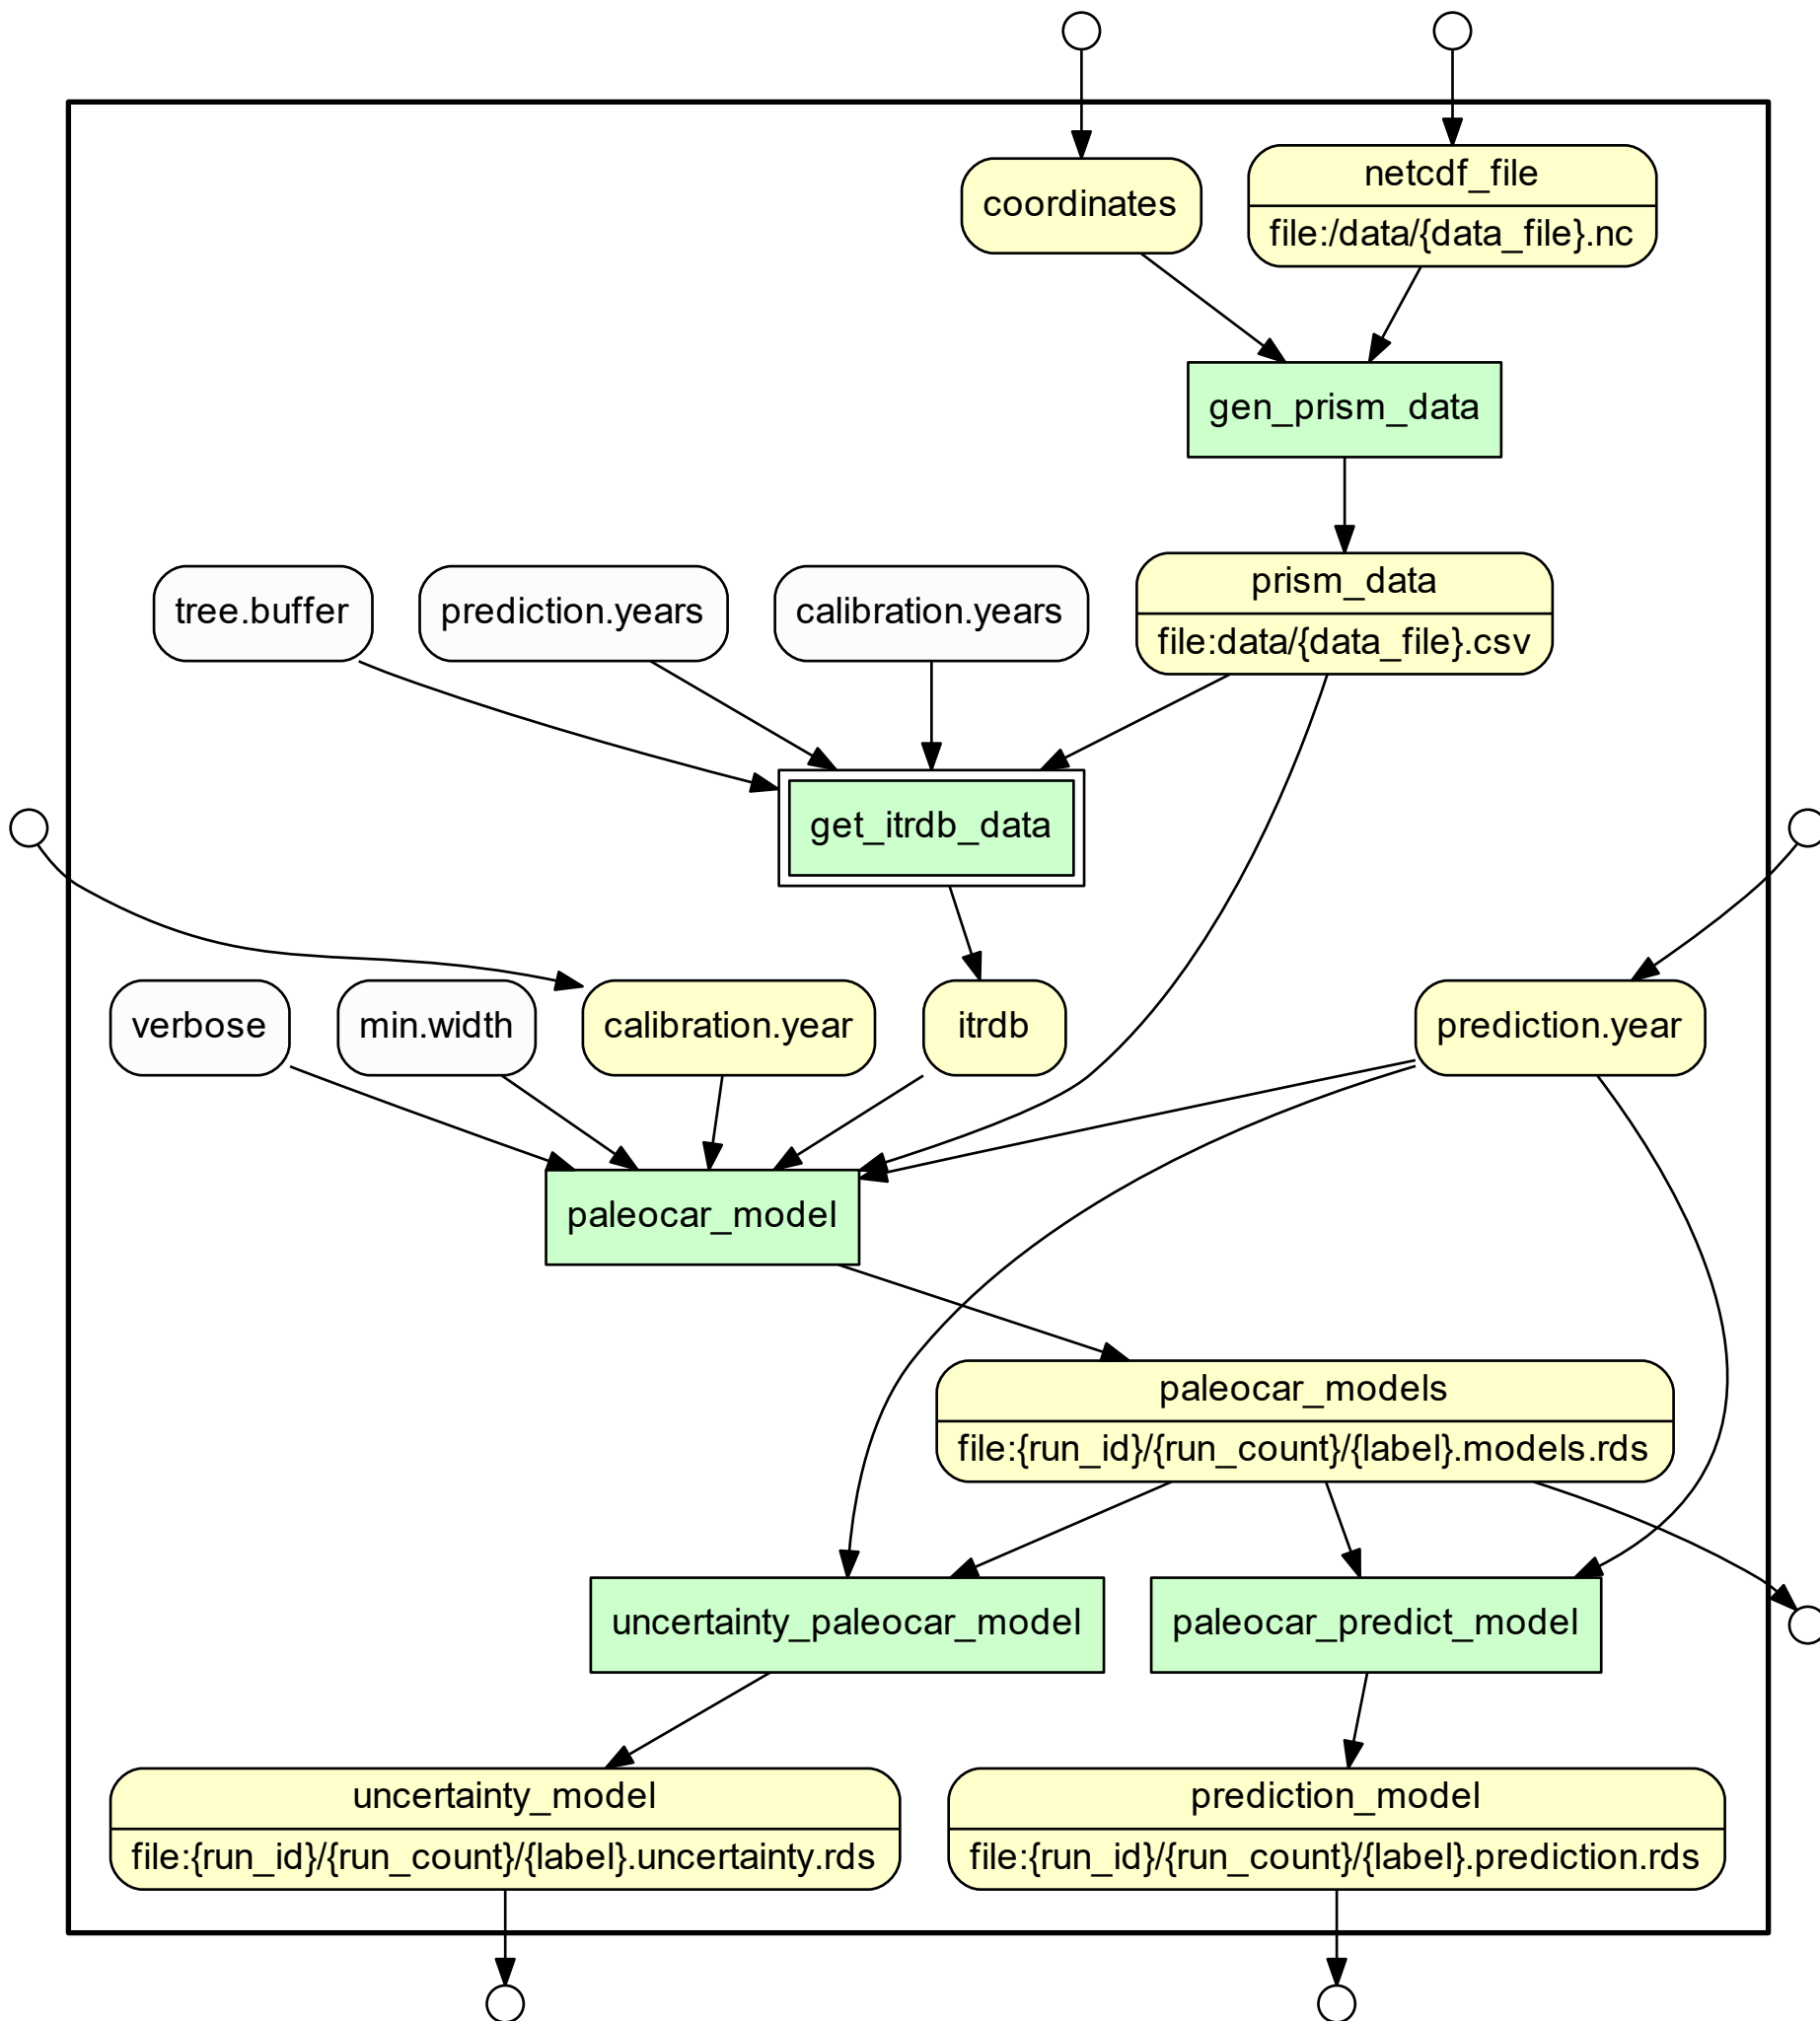 coordinates
netcdf_file
file:/data/{data_file}.nc
gen_prism_data
tree.buffer
prediction.years
calibration.years
prism_data
file:data/{data_file}.csv
get_itrdb_data
verbose
min.width
calibration.year
itrdb
prediction.year
paleocar_model
paleocar_models
file:{run_id}/{run_count}/{label}.models.rds
uncertainty_paleocar_model
paleocar_predict_model
uncertainty_model
file:{run_id}/{run_count}/{label}.uncertainty.rds
prediction_model
file:{run_id}/{run_count}/{label}.prediction.rds